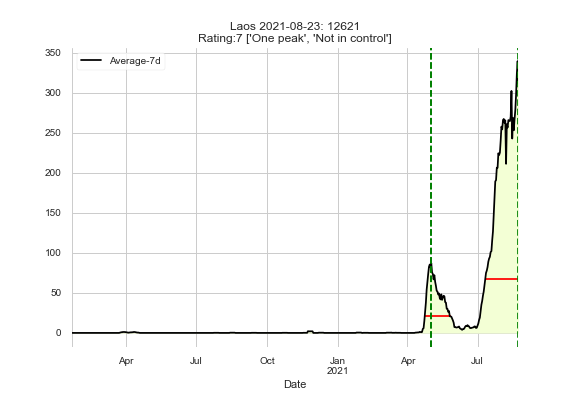 Laos 2021-08-23: 12621
Rating:7 ['One peak', 'Not in control']
350
Average-7d
300
250
200
150
100
50
0
Apr Jul Oct Jan Apr Jul
2021
Date